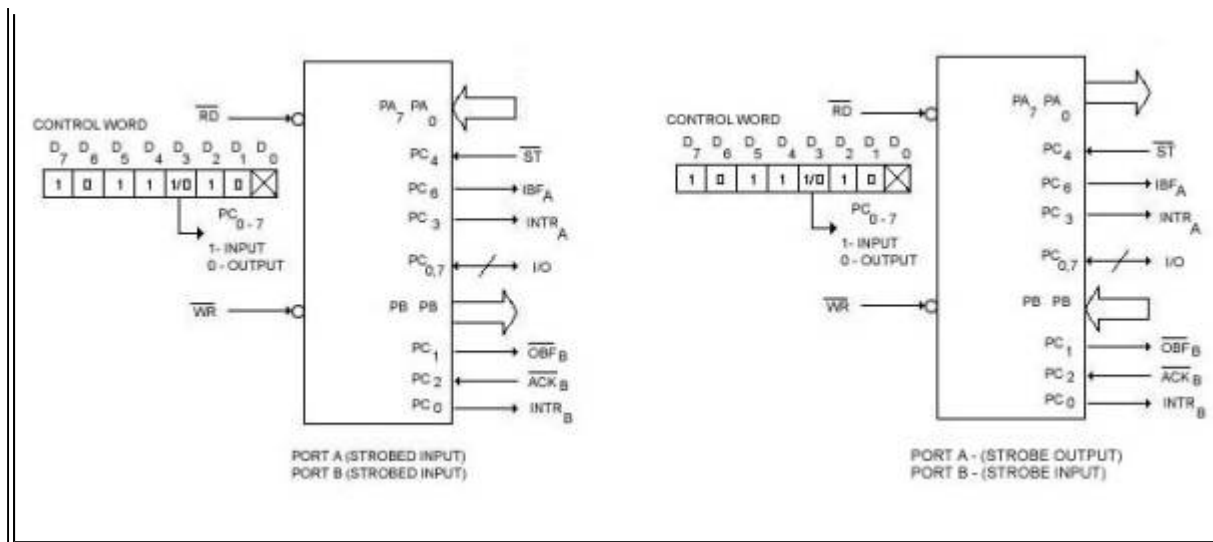 CONTROL WORD
D7 D6 D5 D4 D3 D2 D1 D0
1 0 1 1 1/0 1 0
PC0-7
1- INPUT
0 - OUTPUT
RD
WR
PA7 PA0
PC4 ST
PC6 IBFA
PC3 INTRA
PC0,7 I/O
PB PB
PC1 OBFB
PC2 ACKB
PC0 INTRB
PORT A (STROBED INPUT)
PORT B (STROBED INPUT)
CONTROL WORD
D7 D6 D5 D4 D3 D2 D1 D0
1 0 1 1 1/0 1 0
PC0-7
1- INPUT
0 - OUTPUT
RD
WR
PA7 PA0
PC4 ST
PC6 IBFA
PC3 INTRA
PC0,7 I/O
PB PB
PC1 OBFB
PC2 ACKB
PC0 INTRB
PORT A - (STROBE OUTPUT)
PORT B - (STROBE INPUT)